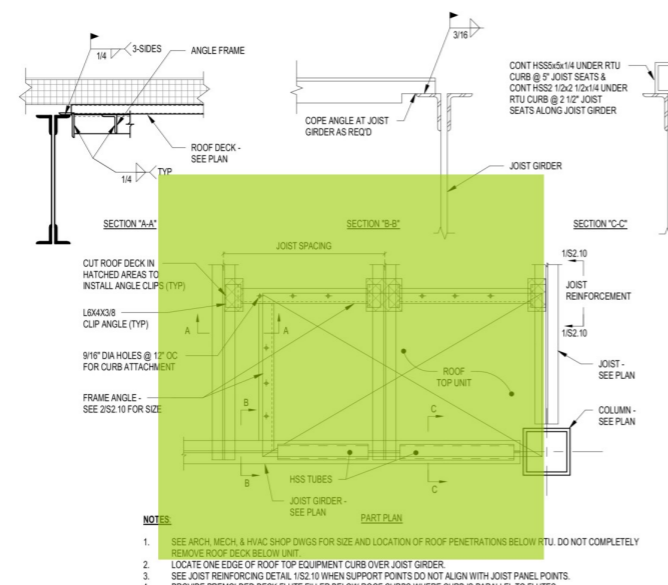 1/4
3-SIDES
ANGLE FRAME
ROOF DECK -
SEE PLAN
1/4
TYP
SECTION "A-A"
3/16
COPE ANGLE AT JOIST
GIRDER AS REQ'D
JOIST GIRDER
SECTION "B-B"
CONT HSS5x5x1/4 UNDER RTU
CURB @ 5" JOIST SEATS &
CONT HSS2 1/2x2 1/2x1/4 UNDER
RTU CURB @ 2 1/2" JOIST
SEATS ALONG JOIST GIRDER
SECTION "C-C"
JOIST SPACING
CUT ROOF DECK IN
HATCHED AREAS TO
INSTALL ANGLE CLIPS (TYP)
L6X4X3/8
CLIP ANGLE (TYP)
A
A
9/16" DIA HOLES @ 12" OC
FOR CURB ATTACHMENT
FRAME ANGLE -
SEE 2/S2.10 FOR SIZE
B
B
C
C
ROOF
TOP UNIT
HSS TUBES
JOIST GIRDER -
SEE PLAN
1/S2.10
JOIST
REINFORCEMENT
1/S2.10
JOIST -
SEE PLAN
COLUMN -
SEE PLAN
PART PLAN
NOTES:
1. SEE ARCH, MECH, & HVAC SHOP DWGS FOR SIZE AND LOCATION OF ROOF PENETRATIONS BELOW RTU. DO NOT COMPLETELY
REMOVE ROOF DECK BELOW UNIT.
2. LOCATE ONE EDGE OF ROOF TOP EQUIPMENT CURB OVER JOIST GIRDER.
3. SEE JOIST REINFORCING DETAIL 1/S2.10 WHEN SUPPORT POINTS DO NOT ALIGN WITH JOIST PANEL POINTS.